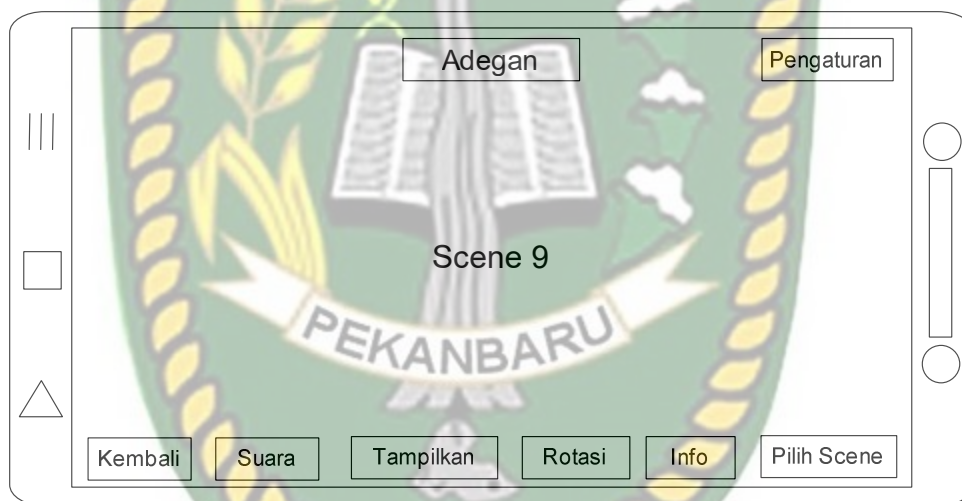 Adegan
Pengaturan
Scene 9
PEKANBARU
Kembali
Suara
Tampilkan
Rotasi
Info
Pilih Scene